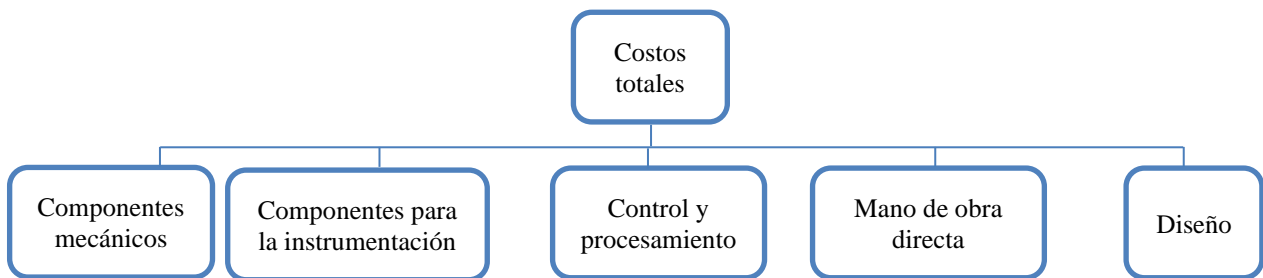 Costos
totales
Componentes
mecánicos
Componentes para
la instrumentación
Control y
procesamiento
Mano de obra
directa
Diseño